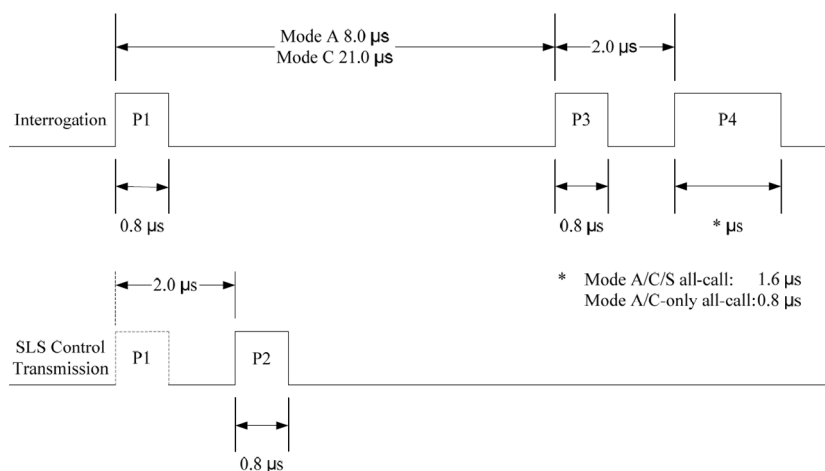 Mode A 8.0 µs
Mode C 21.0 µs
2.0 µs
Interrogation
P1
P3
P4
0.8 µs
0.8 µs
* µs
* Mode A/C/S all-call: 1.6 µs
Mode A/C-only all-call:0.8 µs
2.0 µs
SLS Control
Transmission
P1
P2
0.8 µs